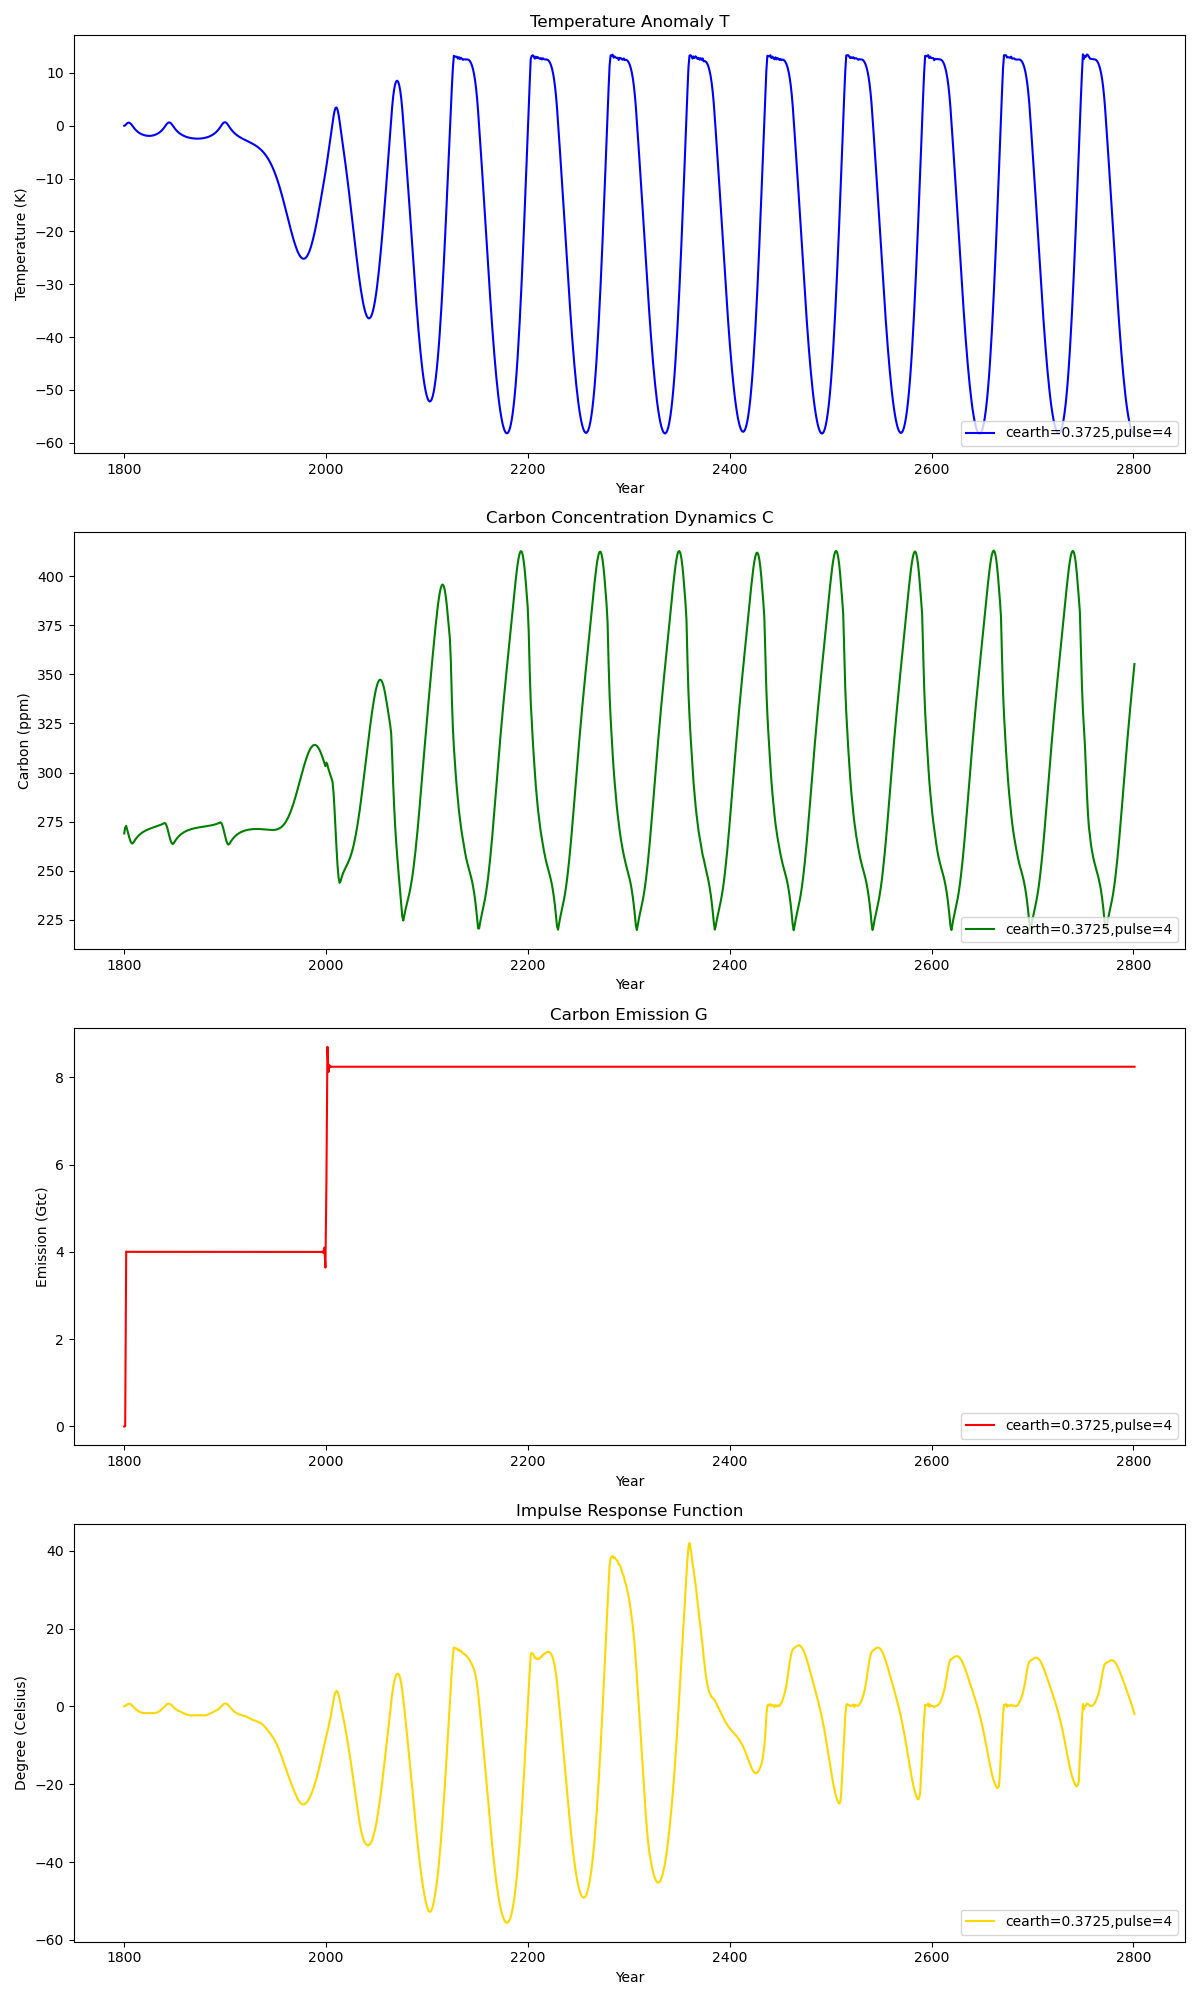 Temperature Anomaly T
Temperature (K)
10
0
−10
−20
−30
−40
−50
−60
cearth=0.3725,pulse=4
1800 2000 2200 2400 2600 2800
Year
Carbon Concentration Dynamics C
Carbon (ppm)
400
375
350
325
300
275
250
225
cearth=0.3725,pulse=4
1800 2000 2200 2400 2600 2800
Year
Carbon Emission G
Emission (Gtc)
8
6
4
2
0
cearth=0.3725,pulse=4
1800 2000 2200 2400 2600 2800
Year
Impulse Response Function
Degree (Celsius)
40
20
0
−20
−40
−60
cearth=0.3725,pulse=4
1800 2000 2200 2400 2600 2800
Year